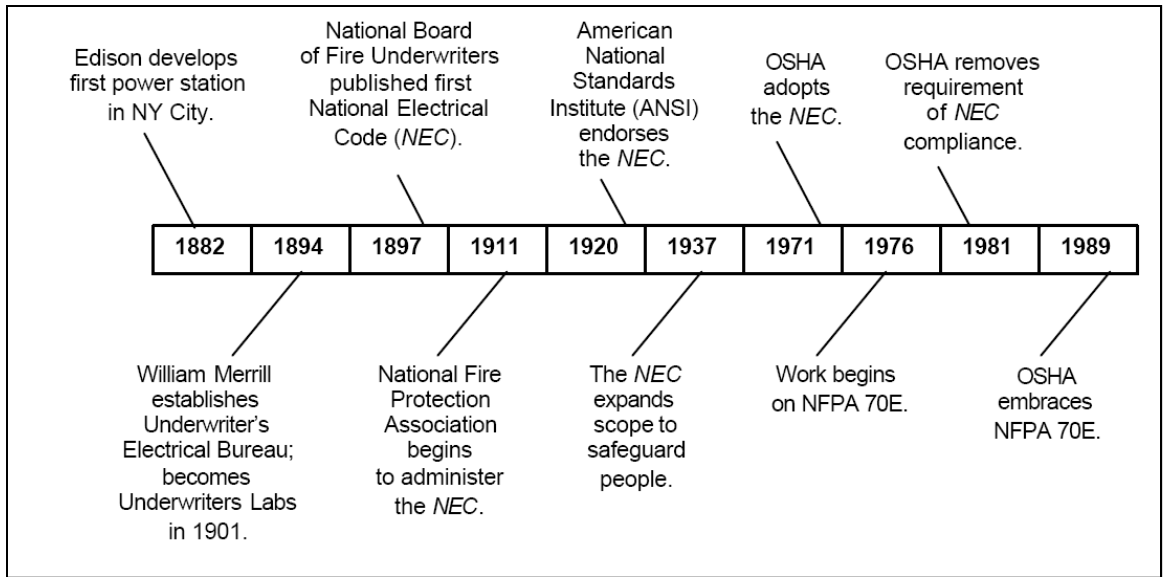 Edison develops
first power station
in NY City.
National Board
of Fire Underwriters
published first
National Electrical
Code (NEC).
American
National
Standards
Institute (ANSI)
endorses
the NEC.
OSHA
adopts
the NEC.
OSHA removes
requirement
of NEC
compliance.
1882 1894 1897 1911 1920 1937 1971 1976 1981 1989
William Merrill
establishes
Underwriter's
Electrical Bureau;
becomes
Underwriters Labs
in 1901.
National Fire
Protection
Association
begins
to administer
the NEC.
The NEC
expands
scope to
safeguard
people.
Work begins
on NFPA 70E.
OSHA
embraces
NFPA 70E.